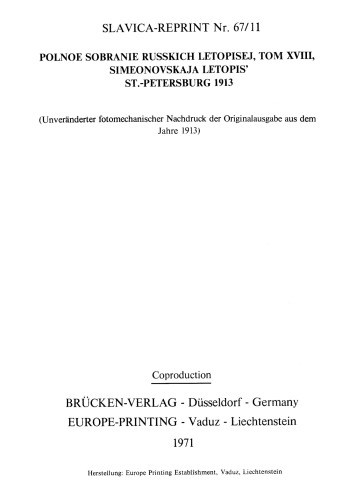 SLAVICA-REPRINT Nr. 67/11
POLNOE SOBRANIE RUSSKICH LETOPISEJ, TOM XVIII,
SIMEONOVSKAJA LETOPIS'
ST.-PETERSBURG 1913
(Unveränderter fotomechanischer Nachdruck der Originalausgabe aus dem
Jahre 1913)
Coproduction
BRÜCKEN-VERLAG - Düsseldorf - Germany
EUROPE-PRINTING - Vaduz - Liechtenstein
1971
Herstellung: Europe Printing Establishment, Vaduz, Liechtenstein